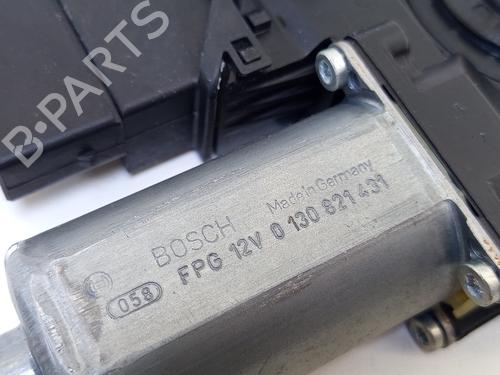 B-PARTS
BOSCH Made in Germany
FPG 12V 0 130 821 431
058